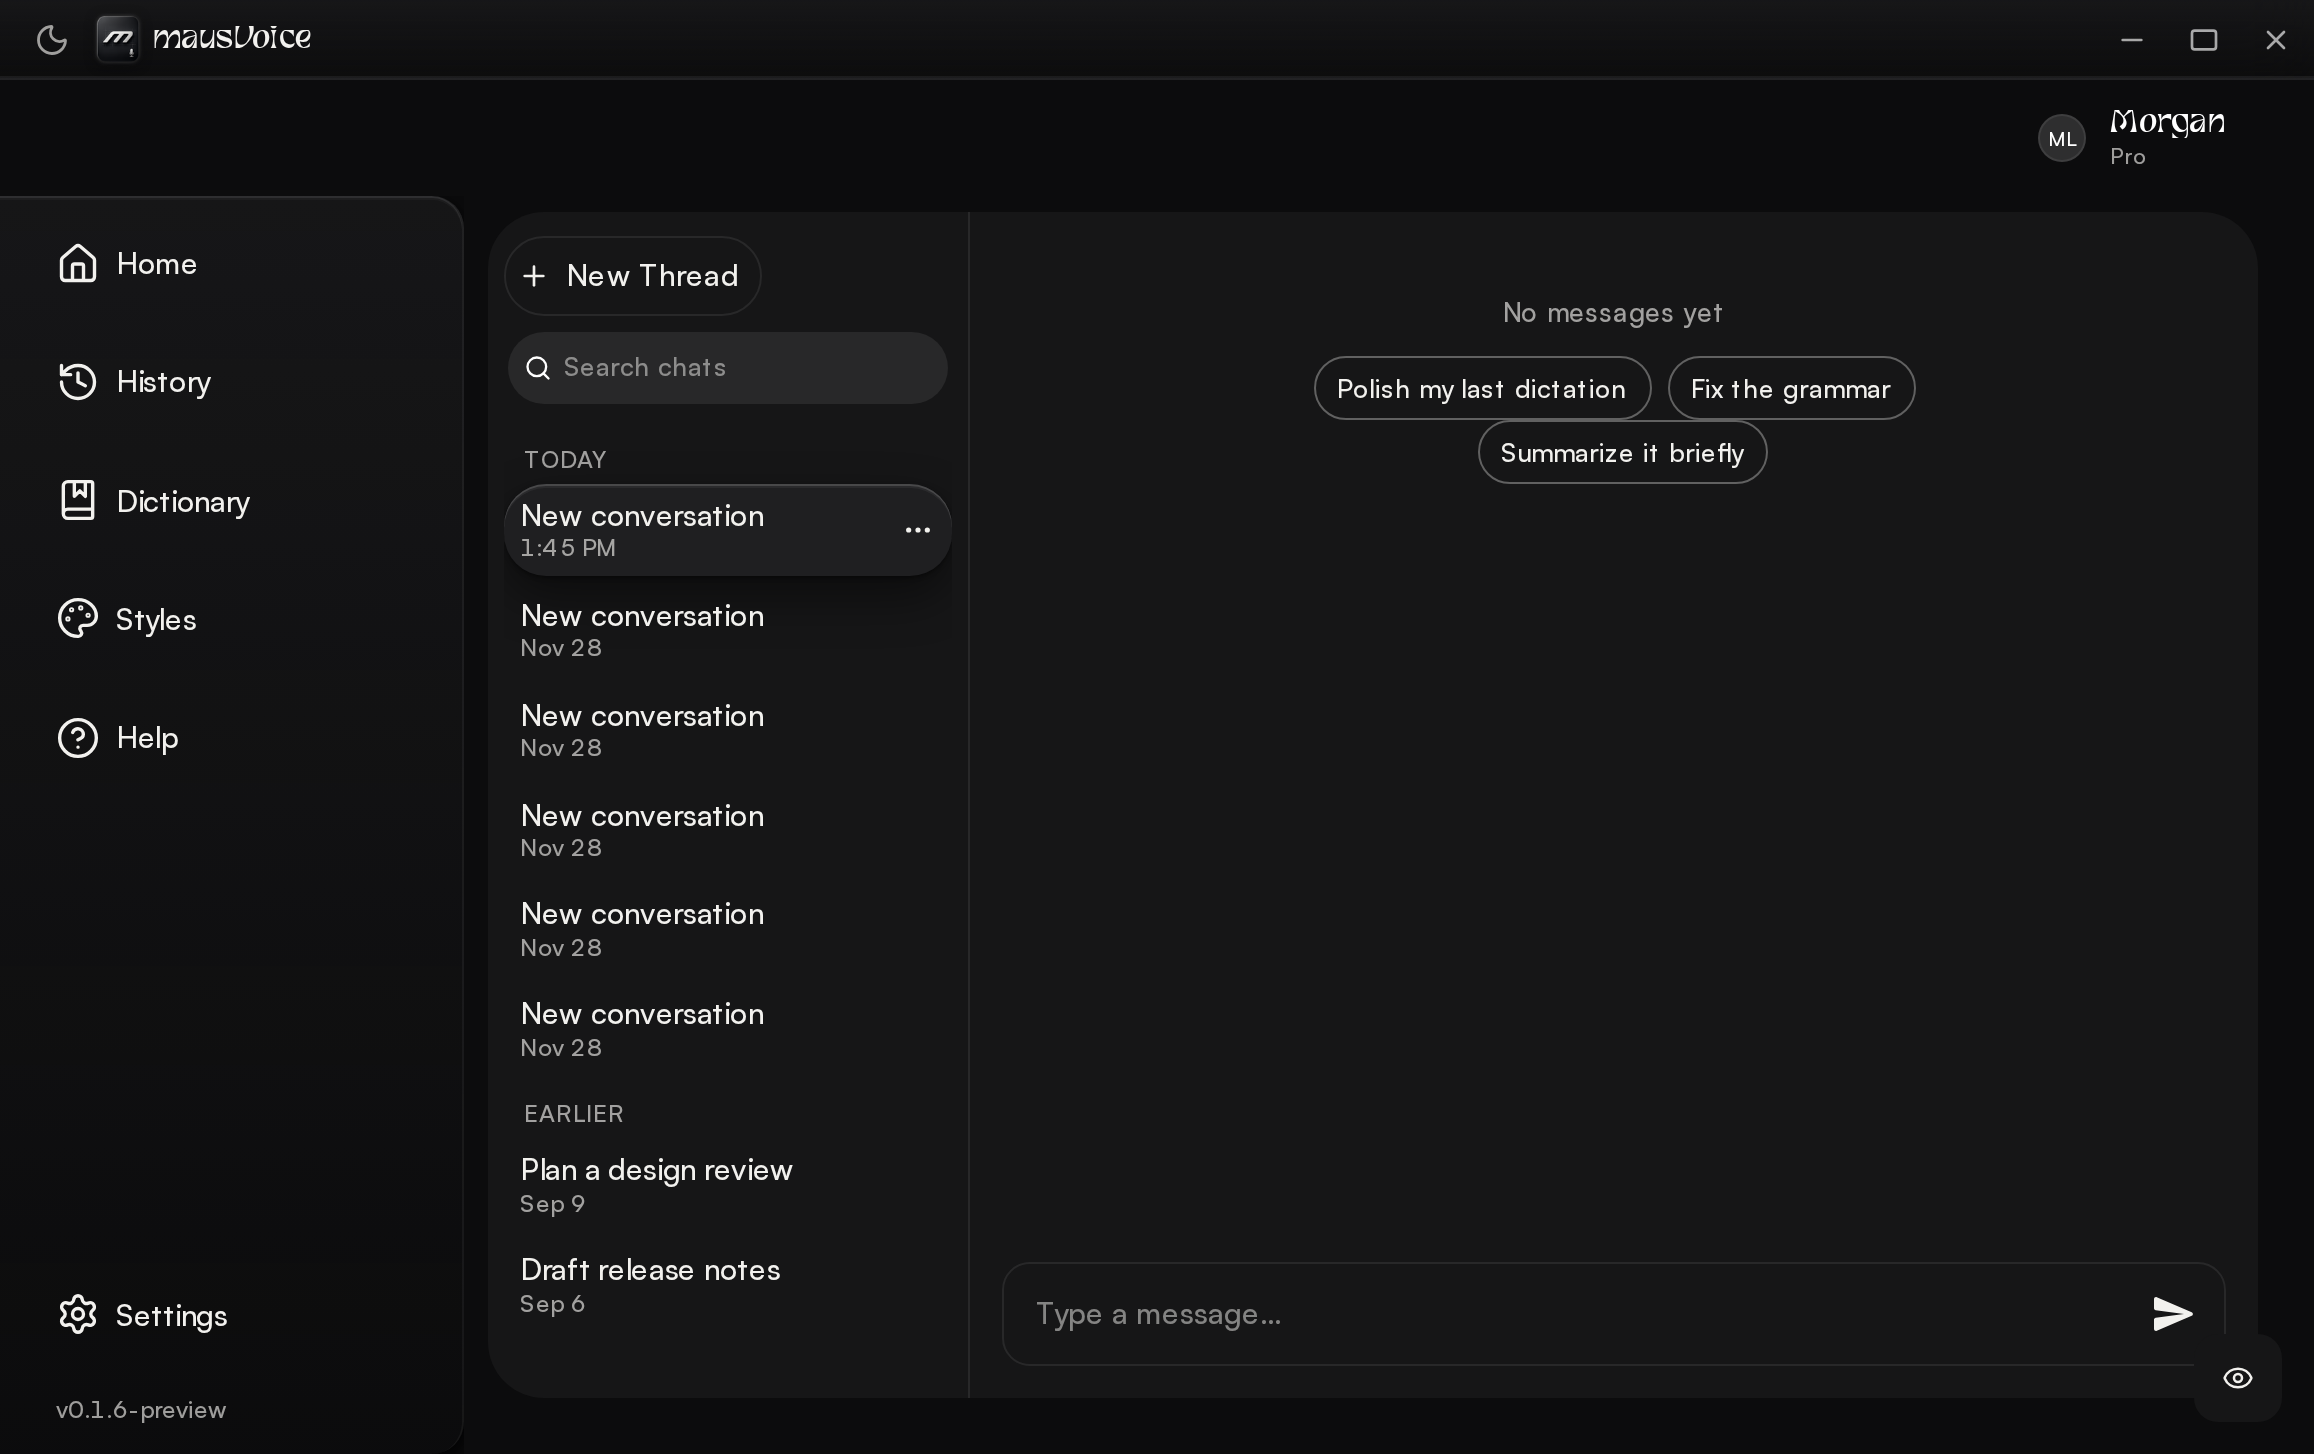 mausVoice
ML
Morgan
Pro
Home
History
Dictionary
Styles
Help
Settings
v0.1.6-preview
New Thread
Search chats
TODAY
New conversation
1:45 PM
New conversation
Nov 28
New conversation
Nov 28
New conversation
Nov 28
New conversation
Nov 28
New conversation
Nov 28
EARLIER
Plan a design review
Sep 9
Draft release notes
Sep 6
No messages yet
Polish my last dictation
Fix the grammar
Summarize it briefly
Type a message...